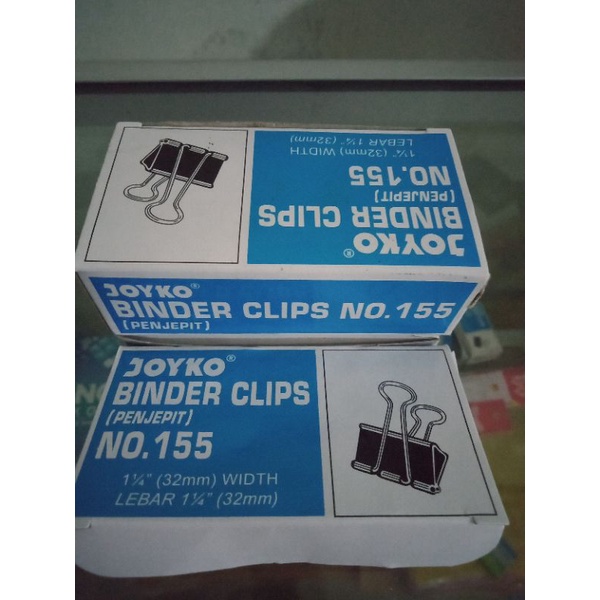 JOYKO®
BINDER CLIPS
(PENJEPIT)
NO.155
1¼" (32mm) WIDTH
LEBAR 1¼" (32mm)
JOYKO®
BINDER CLIPS NO.155
(PENJEPIT)
JOYKO®
BINDER CLIPS
(PENJEPIT)
NO.155
1¼" (32mm) WIDTH
LEBAR 1¼" (32mm)